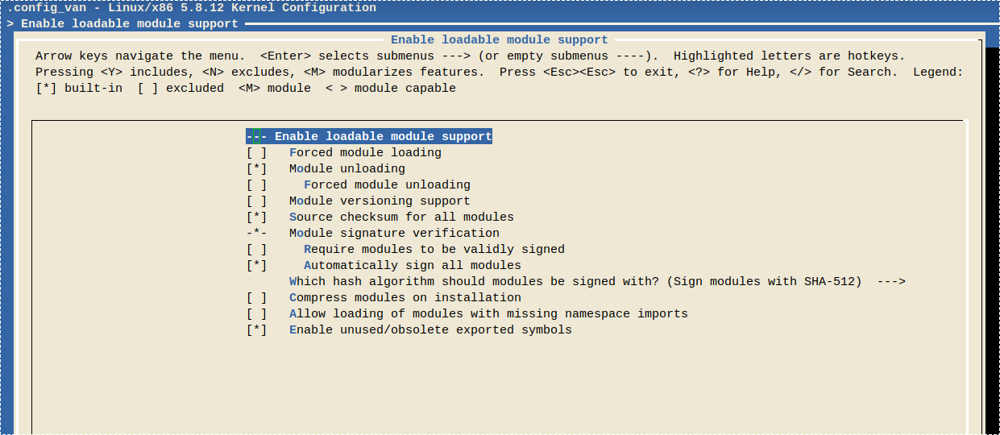 .config_van - Linux/x86 5.8.12 Kernel Configuration
> Enable loadable module support
Enable loadable module support
Arrow keys navigate the menu.  <Enter> selects submenus ---> (or empty submenus ----).  Highlighted letters are hotkeys.
Pressing <Y> includes, <N> excludes, <M> modularizes features.  Press <Esc><Esc> to exit, <?> for Help, </> for Search.  Legend:
[*] built-in  [ ] excluded  <M> module  < > module capable
--- Enable loadable module support
[ ]   Forced module loading
[*]   Module unloading
[ ]     Forced module unloading
[ ]   Module versioning support
[*]   Source checksum for all modules
-*-   Module signature verification
[ ]     Require modules to be validly signed
[*]     Automatically sign all modules
Which hash algorithm should modules be signed with? (Sign modules with SHA-512)  --->
[ ]   Compress modules on installation
[ ]   Allow loading of modules with missing namespace imports
[*]   Enable unused/obsolete exported symbols